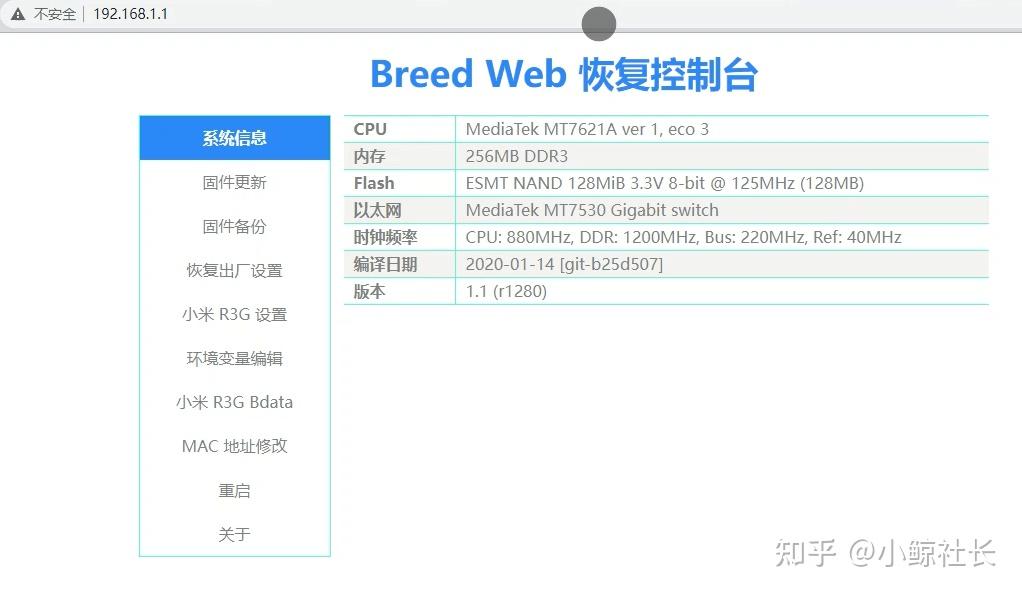 不安全 192.168.1.1
Breed Web 恢复控制台
系统信息
固件更新
固件备份
恢复出厂设置
小米 R3G 设置
环境变量编辑
小米 R3G Bdata
MAC 地址修改
重启
关于
CPU MediaTek MT7621A ver 1, eco 3
内存 256MB DDR3
Flash ESMT NAND 128MiB 3.3V 8-bit @ 125MHz (128MB)
以太网 MediaTek MT7530 Gigabit switch
时钟频率 CPU: 880MHz, DDR: 1200MHz, Bus: 220MHz, Ref: 40MHz
编译日期 2020-01-14 [git-b25d507]
版本 1.1 (r1280)
知乎 @小鲸社长